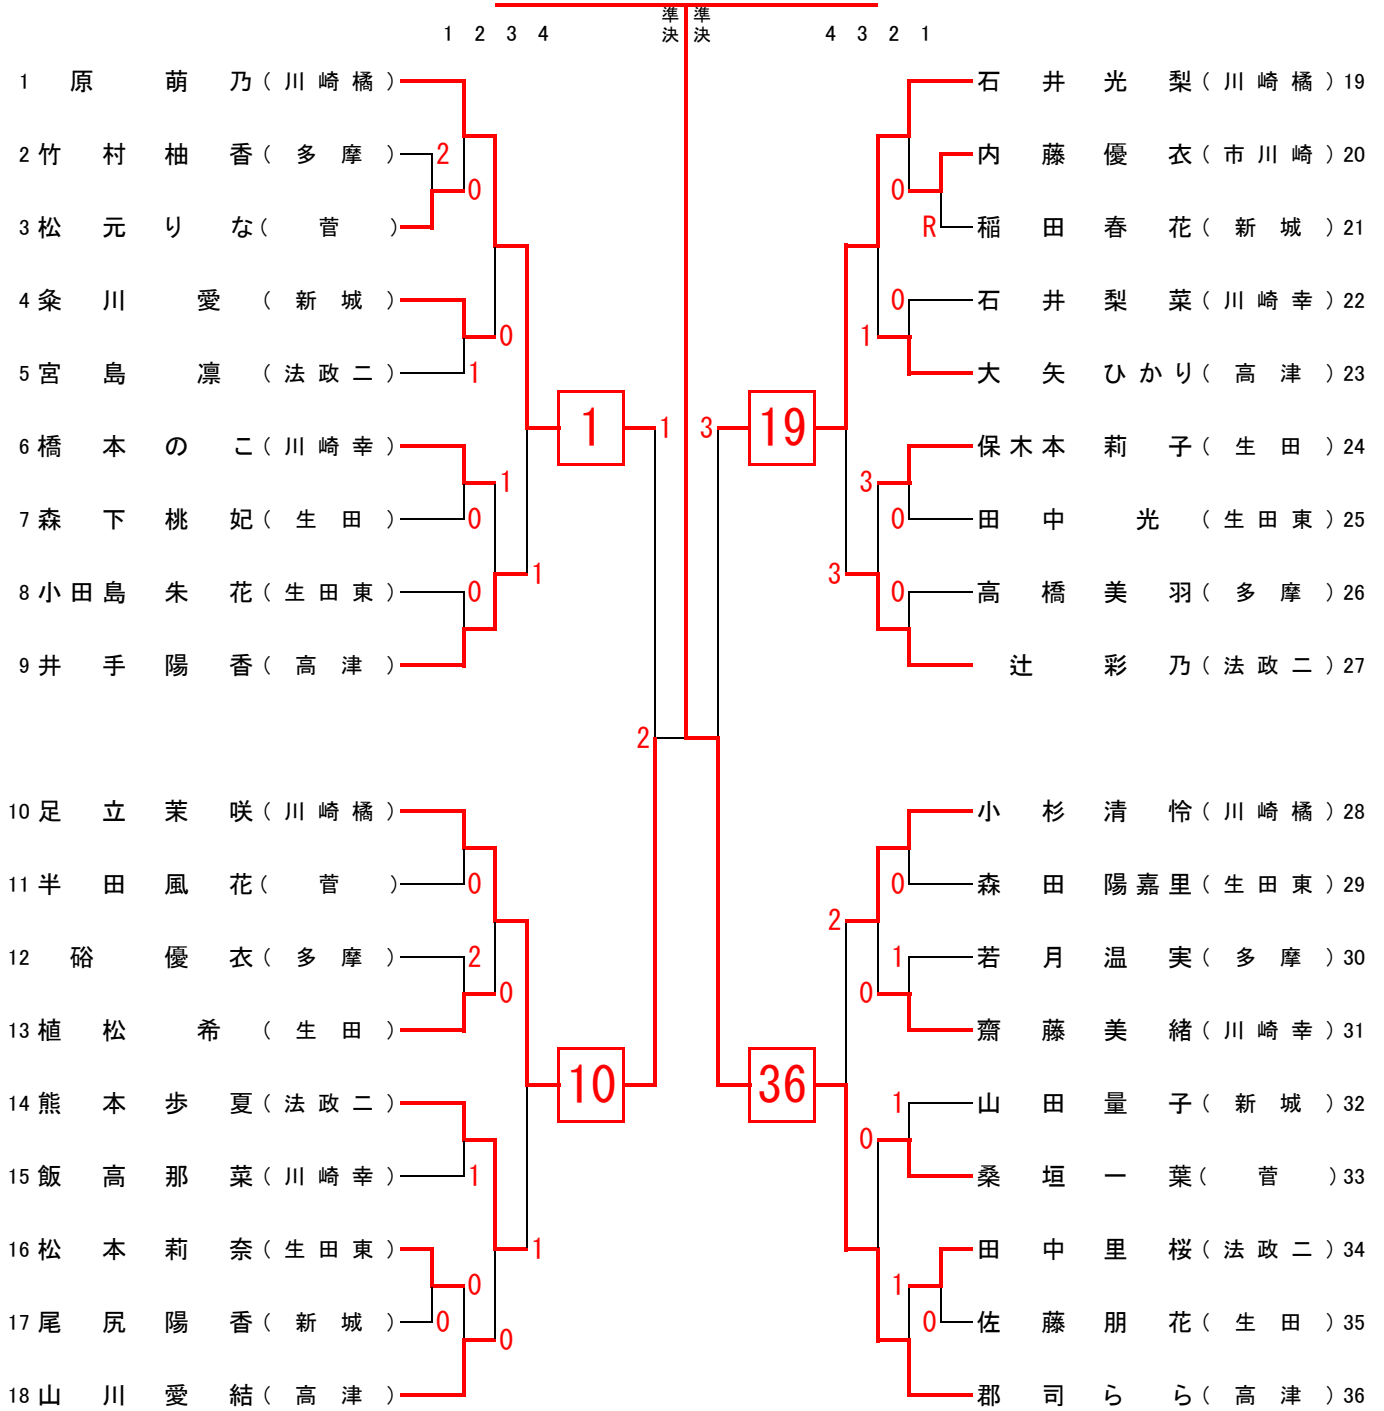 準 準
決 決
1 2 3 4
4 3 2 1
1 原 萌 乃 ( 川 崎 橘 )
2 竹 村 柚 香 ( 多 摩 ) 2
0
3 松 元 り な ( 菅 )
4 粂 川 愛 ( 新 城 )
0
5 宮 島 凛 ( 法 政 二 ) 1
1 1
6 橋 本 の こ ( 川 崎 幸 )
1
7 森 下 桃 妃 ( 生 田 ) 0
1
8 小 田 島 朱 花 ( 生 田 東 ) 0
9 井 手 陽 香 ( 高 津 )
2
10 足 立 茉 咲 ( 川 崎 橘 )
11 半 田 風 花 ( 菅 ) 0
12 硲 優 衣 ( 多 摩 ) 2
0
13 植 松 希 ( 生 田 )
10
14 熊 本 歩 夏 ( 法 政 二 )
15 飯 高 那 菜 ( 川 崎 幸 ) 1
16 松 本 莉 奈 ( 生 田 東 ) 1
0
17 尾 尻 陽 香 ( 新 城 ) 0
0
18 山 川 愛 結 ( 高 津 )
石 井 光 梨 ( 川 崎 橘 ) 19
内 藤 優 衣 ( 市 川 崎 ) 20
0
R 稲 田 春 花 ( 新 城 ) 21
0 石 井 梨 菜 ( 川 崎 幸 ) 22
1
大 矢 ひ か り ( 高 津 ) 23
3 19
保 木 本 莉 子 ( 生 田 ) 24
3
0 田 中 光 ( 生 田 東 ) 25
3
0 高 橋 美 羽 ( 多 摩 ) 26
辻 彩 乃 ( 法 政 二 ) 27
小 杉 清 怜 ( 川 崎 橘 ) 28
0 森 田 陽 嘉 里 ( 生 田 東 ) 29
2
1 若 月 温 実 ( 多 摩 ) 30
0
齋 藤 美 緒 ( 川 崎 幸 ) 31
36
1 山 田 量 子 ( 新 城 ) 32
0
桑 垣 一 葉 ( 菅 ) 33
田 中 里 桜 ( 法 政 二 ) 34
1
0 佐 藤 朋 花 ( 生 田 ) 35
郡 司 ら ら ( 高 津 ) 36